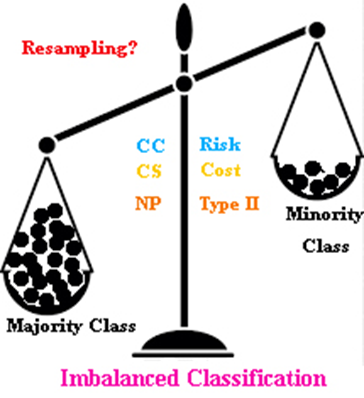 Resampling?
CC Risk
CS Cost
NP Type II
Minority
Class
Majority Class
Imbalanced Classification